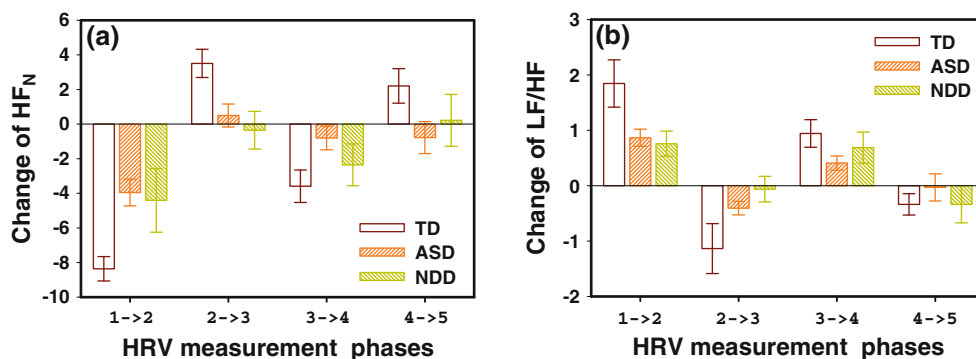 (a)
Change of HF_N
6
4
2
0
-2
-4
-6
-8
-10
TD
ASD
NDD
1->2 2->3 3->4 4->5
HRV measurement phases
(b)
Change of LF/HF
3
2
1
0
-1
-2
TD
ASD
NDD
1->2 2->3 3->4 4->5
HRV measurement phases